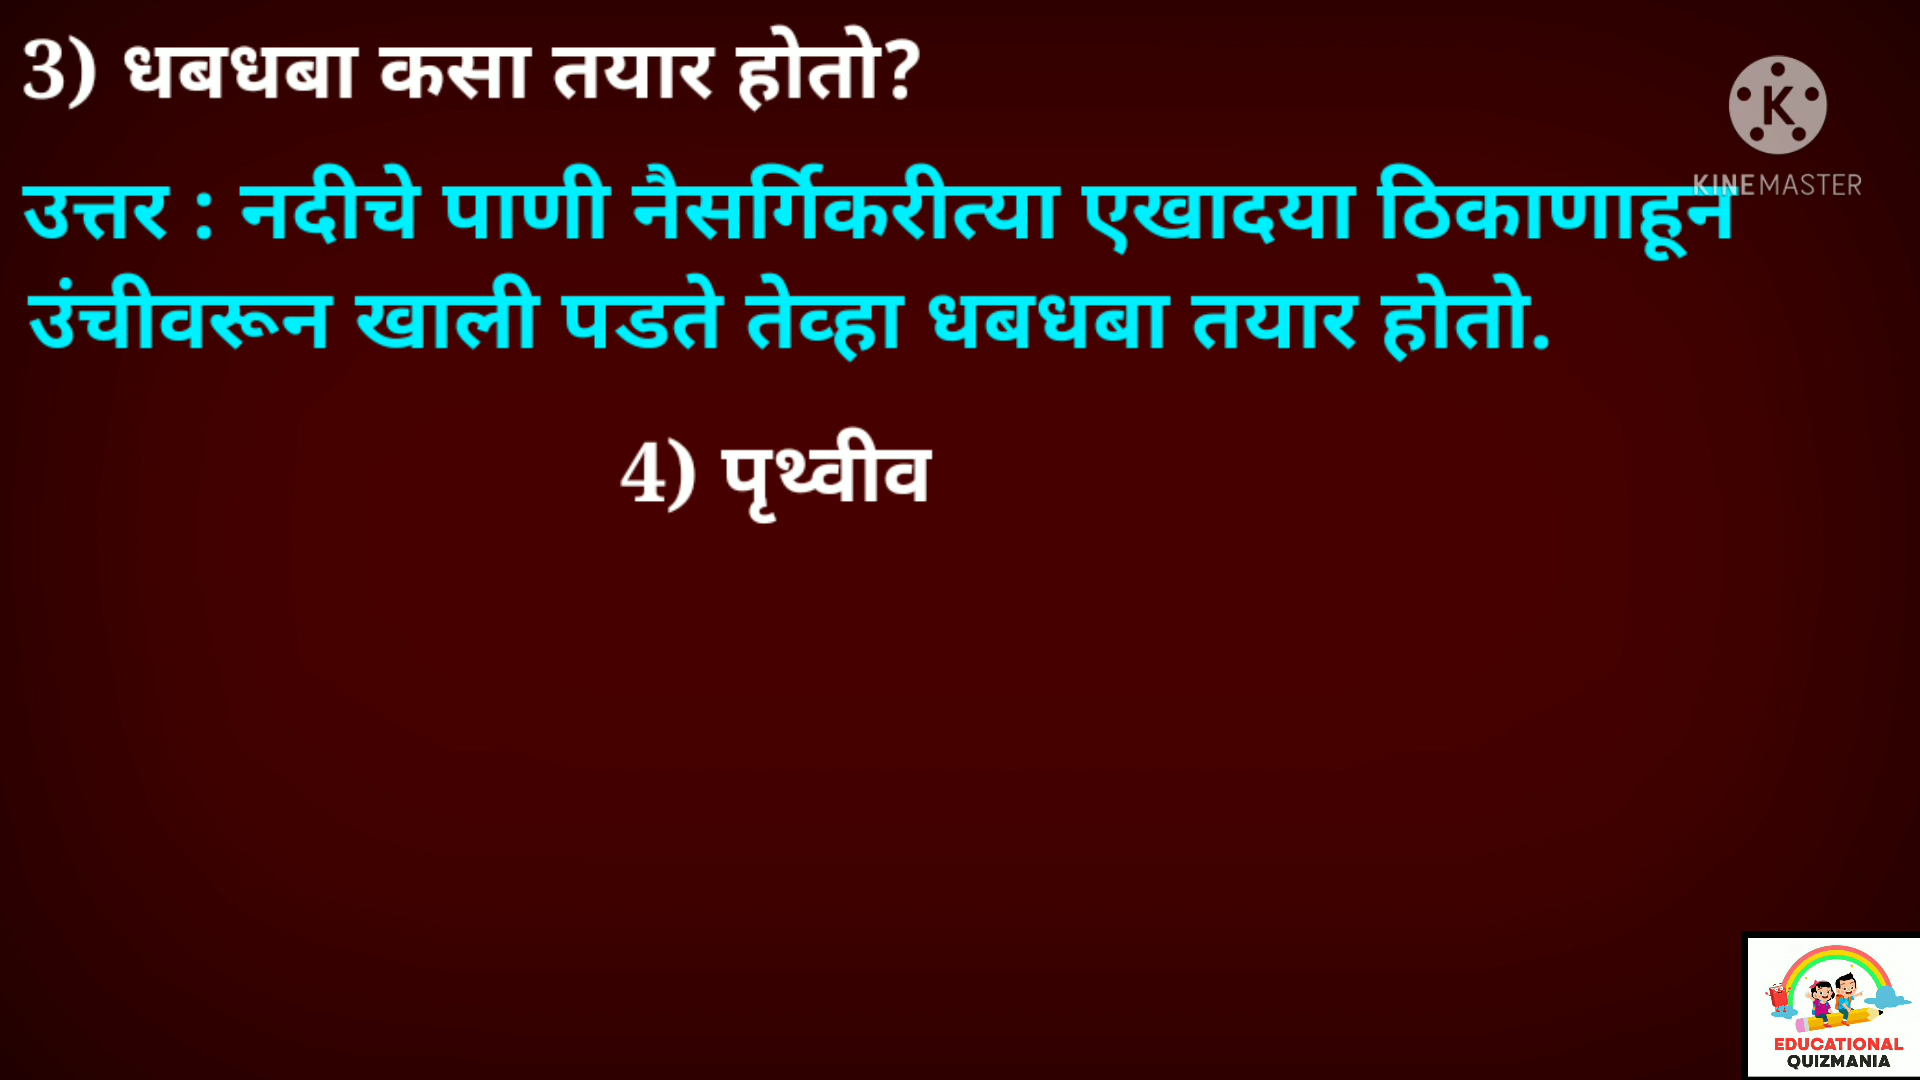 3) धबधबा कसा तयार होतो?
उत्तर : नदीचे पाणी नैसर्गिकरीत्या एखादया ठिकाणाहून
उंचीवरून खाली पडते तेव्हा धबधबा तयार होतो.
4) पृथ्वीव
K
KINEMASTER
EDUCATIONAL
QUIZMANIA